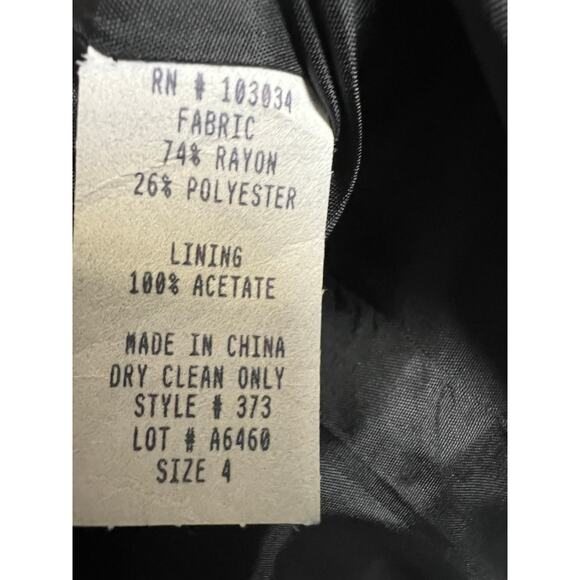 RN # 103034
FABRIC
74% RAYON
26% POLYESTER
LINING
100% ACETATE
MADE IN CHINA
DRY CLEAN ONLY
STYLE # 373
LOT # A6460
SIZE 4